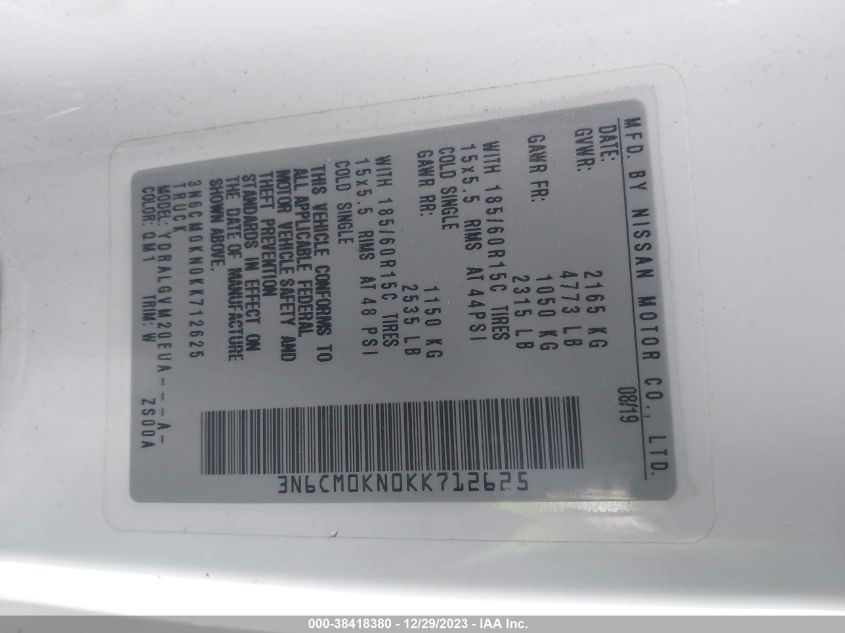 MFD. BY NISSAN MOTOR CO., LTD.
DATE: 08/19
GVWR: 2165 KG
4773 LB
GAWR FR: 1050 KG
2315 LB
WITH 185/60R15C TIRES
15x5.5 RIMS AT 44PSI
COLD SINGLE
GAWR RR: 1150 KG
2535 LB
WITH 185/60R15C TIRES
15x5.5 RIMS AT 48 PSI
COLD SINGLE
THIS VEHICLE CONFORMS TO
ALL APPLICABLE FEDERAL
MOTOR VEHICLE SAFETY AND
THEFT PREVENTION
STANDARDS IN EFFECT ON
THE DATE OF MANUFACTURE
SHOWN ABOVE.
3N6CM0KN0KK712625
TRUCK
MODEL: YDRALGVM20EUA---A-
COLOR: QM1 TRIM: W ZS00A
3N6CM0KN0KK712625
000-38418380 - 12/29/2023 - IAA Inc.